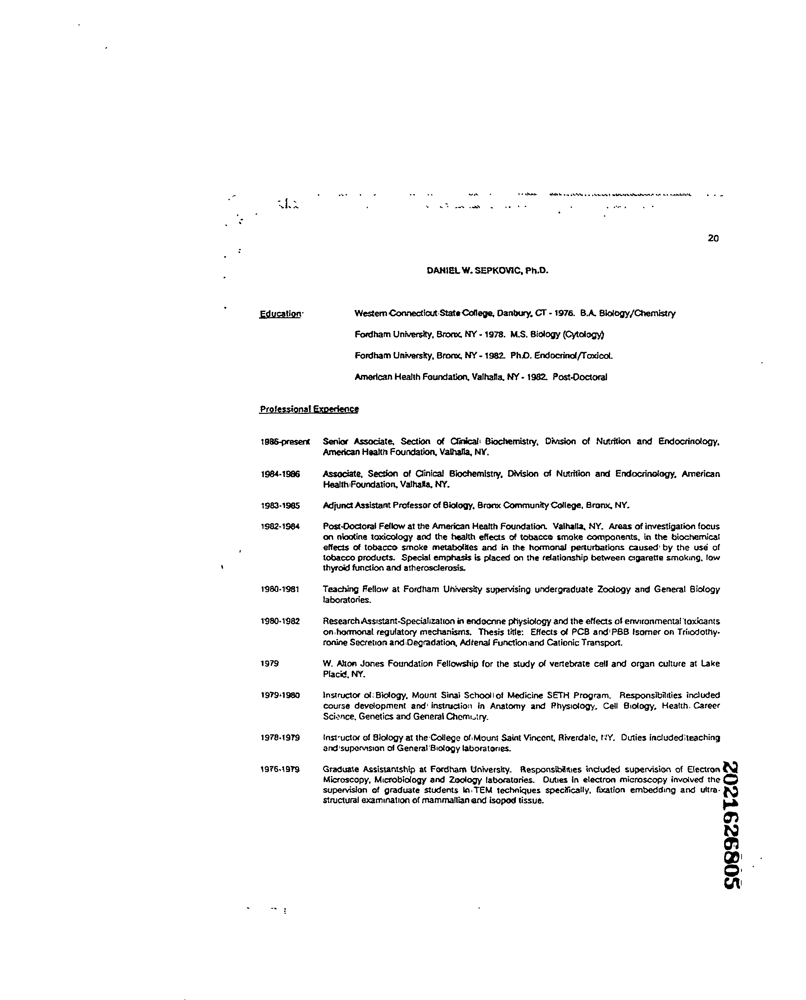 20
DANIEL W. SEPKOVIC, Ph.D.
Education
Western Connecticut State College, Danbury, CT - 1976. B.A. Biology/Chemistry
Fordham University, Bronx, NY - 1978. M.S. Biology (Cytology)
Fordham University, Bronx, NY - 1982. Ph.D. Endocrinol/Toxicol.
American Health Foundation, Valhalla, NY - 1982. Post-Doctoral
Professional Experience
1986-present Senior Associate, Section of Clinical Biochemistry, Division of Nutrition and Endocrinology,
American Health Foundation, Valhalla, NY.
1984-1986 Associate, Section of Clinical Biochemistry, Division of Nutrition and Endocrinology, American
Health Foundation, Valhalla, NY.
1983-1985 Adjunct Assistant Professor of Biology, Bronx Community College, Bronx, NY.
1982-1984 Post-Doctoral Fellow at the American Health Foundation. Valhalla, NY. Areas of investigation focus
on nicotine toxicology and the health effects of tobacco smoke components, in the biochemical
effects of tobacco smoke metabolites and in the hormonal perturbations caused by the use of
tobacco products. Special emphasis is placed on the relationship between cigarette smoking, low
thyroid function and atherosclerosis.
1980-1981 Teaching Fellow at Fordham University supervising undergraduate Zoology and General Biology
laboratories.
1980-1982 Research Assistant-Specialization in endocrine physiology and the effects of environmental toxicants
on hormonal regulatory mechanisms. Thesis title: Effects of PCB and PBB Isomer on Triiodothy-
ronine Secretion and Degradation, Adrenal Function and Cationic Transport.
1979 W. Alton Jones Foundation Fellowship for the study of vertebrate cell and organ culture at Lake
Placid, NY.
1979-1980 Instructor of Biology, Mount Sinai School of Medicine SETH Program. Responsibilities included
course development and instruction in Anatomy and Physiology, Cell Biology, Health Career
Science, Genetics and General Chemistry.
1978-1979 Instructor of Biology at the College of Mount Saint Vincent, Riverdale, NY. Duties included teaching
and supervision of General Biology laboratories.
1976-1979 Graduate Assistantship at Fordham University. Responsibilities included supervision of Electron
Microscopy, Microbiology and Zoology laboratories. Duties in electron microscopy involved the
supervision of graduate students in TEM techniques specifically, fixation embedding and ultra-
structural examination of mammalian and isopod tissue.
2021626805